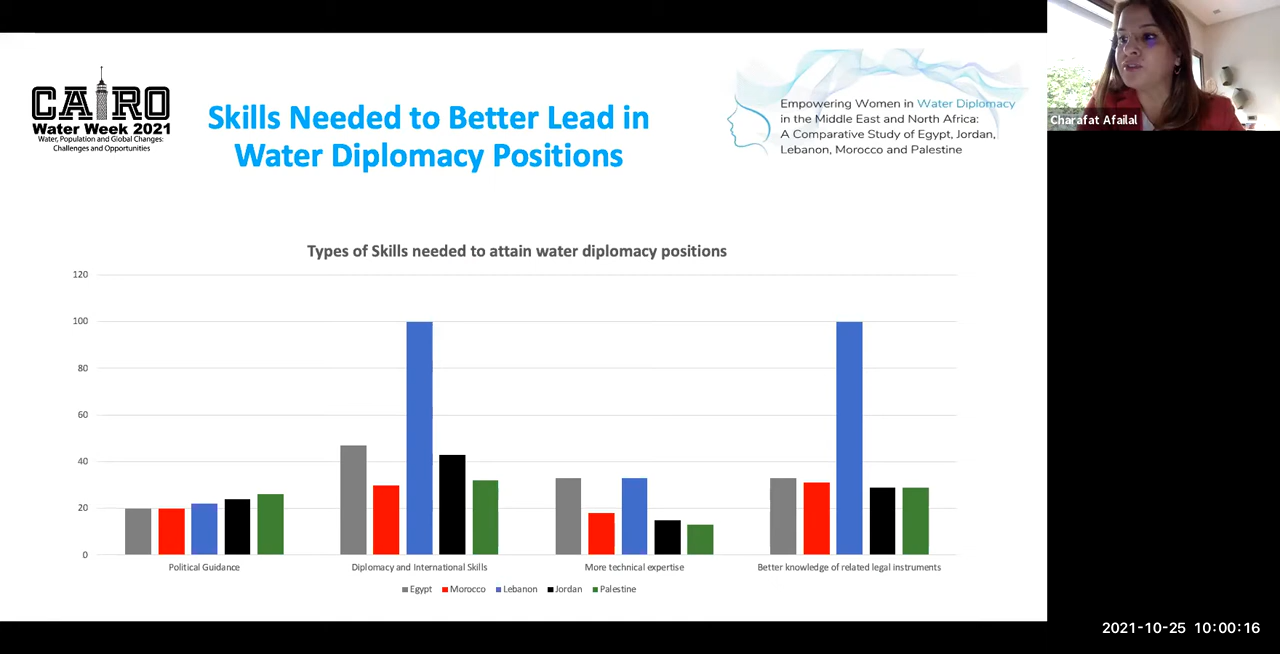 CAIRO
Water Week 2021
Water, Population and Global Changes:
Challenges and Opportunities
Skills Needed to Better Lead in
Water Diplomacy Positions
Empowering Women in Water Diplomacy
in the Middle East and North Africa:
A Comparative Study of Egypt, Jordan,
Lebanon, Morocco and Palestine
Charafat Afailal
Types of Skills needed to attain water diplomacy positions
120
100
80
60
40
20
0
Political Guidance
Diplomacy and International Skills
More technical expertise
Better knowledge of related legal instruments
Egypt Morocco Lebanon Jordan Palestine
2021-10-25 10:00:16